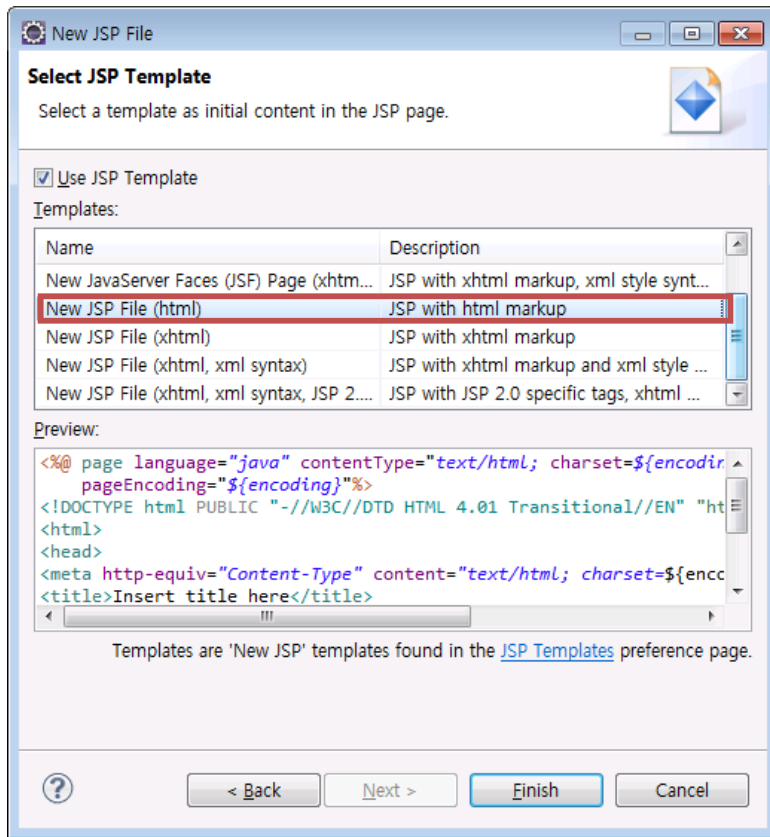 New JSP File
Select JSP Template
Select a template as initial content in the JSP page.
Use JSP Template
Templates:
Name Description
New JavaServer Faces (JSF) Page (xhtm... JSP with xhtml markup, xml style synt...
New JSP File (html) JSP with html markup
New JSP File (xhtml) JSP with xhtml markup
New JSP File (xhtml, xml syntax) JSP with xhtml markup and xml style ...
New JSP File (xhtml, xml syntax, JSP 2.... JSP with JSP 2.0 specific tags, xhtml ...
Preview:
<%@ page language="java" contentType="text/html; charset=${encodin
pageEncoding="${encoding}"%>
<!DOCTYPE html PUBLIC "-//W3C//DTD HTML 4.01 Transitional//EN" "ht
<html>
<head>
<meta http-equiv="Content-Type" content="text/html; charset=${enco
<title>Insert title here</title>
Templates are 'New JSP' templates found in the JSP Templates preference page.
? < Back Next > Finish Cancel